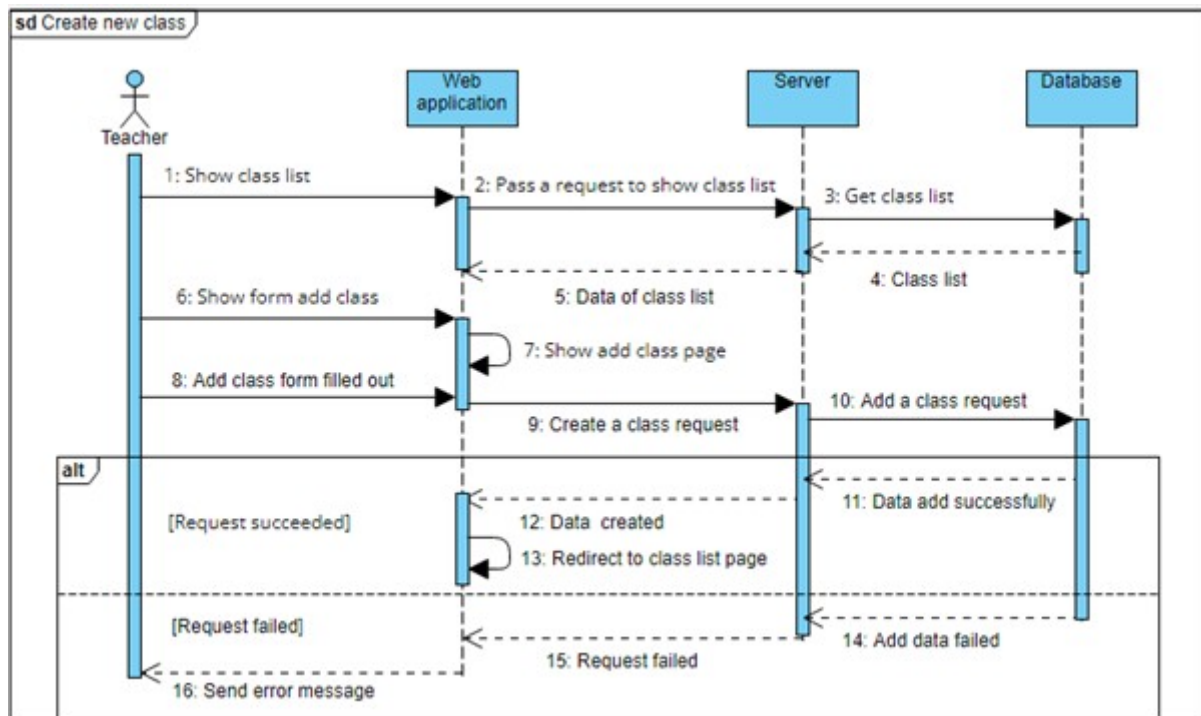 sd Create new class
Web
application
Server
Database
Teacher
1: Show class list
2: Pass a request to show class list
3: Get class list
4: Class list
5: Data of class list
6: Show form add class
7: Show add class page
8: Add class form filled out
9: Create a class request
10: Add a class request
alt
11: Data add successfully
[Request succeeded]
12: Data created
13: Redirect to class list page
[Request failed]
14: Add data failed
15: Request failed
16: Send error message